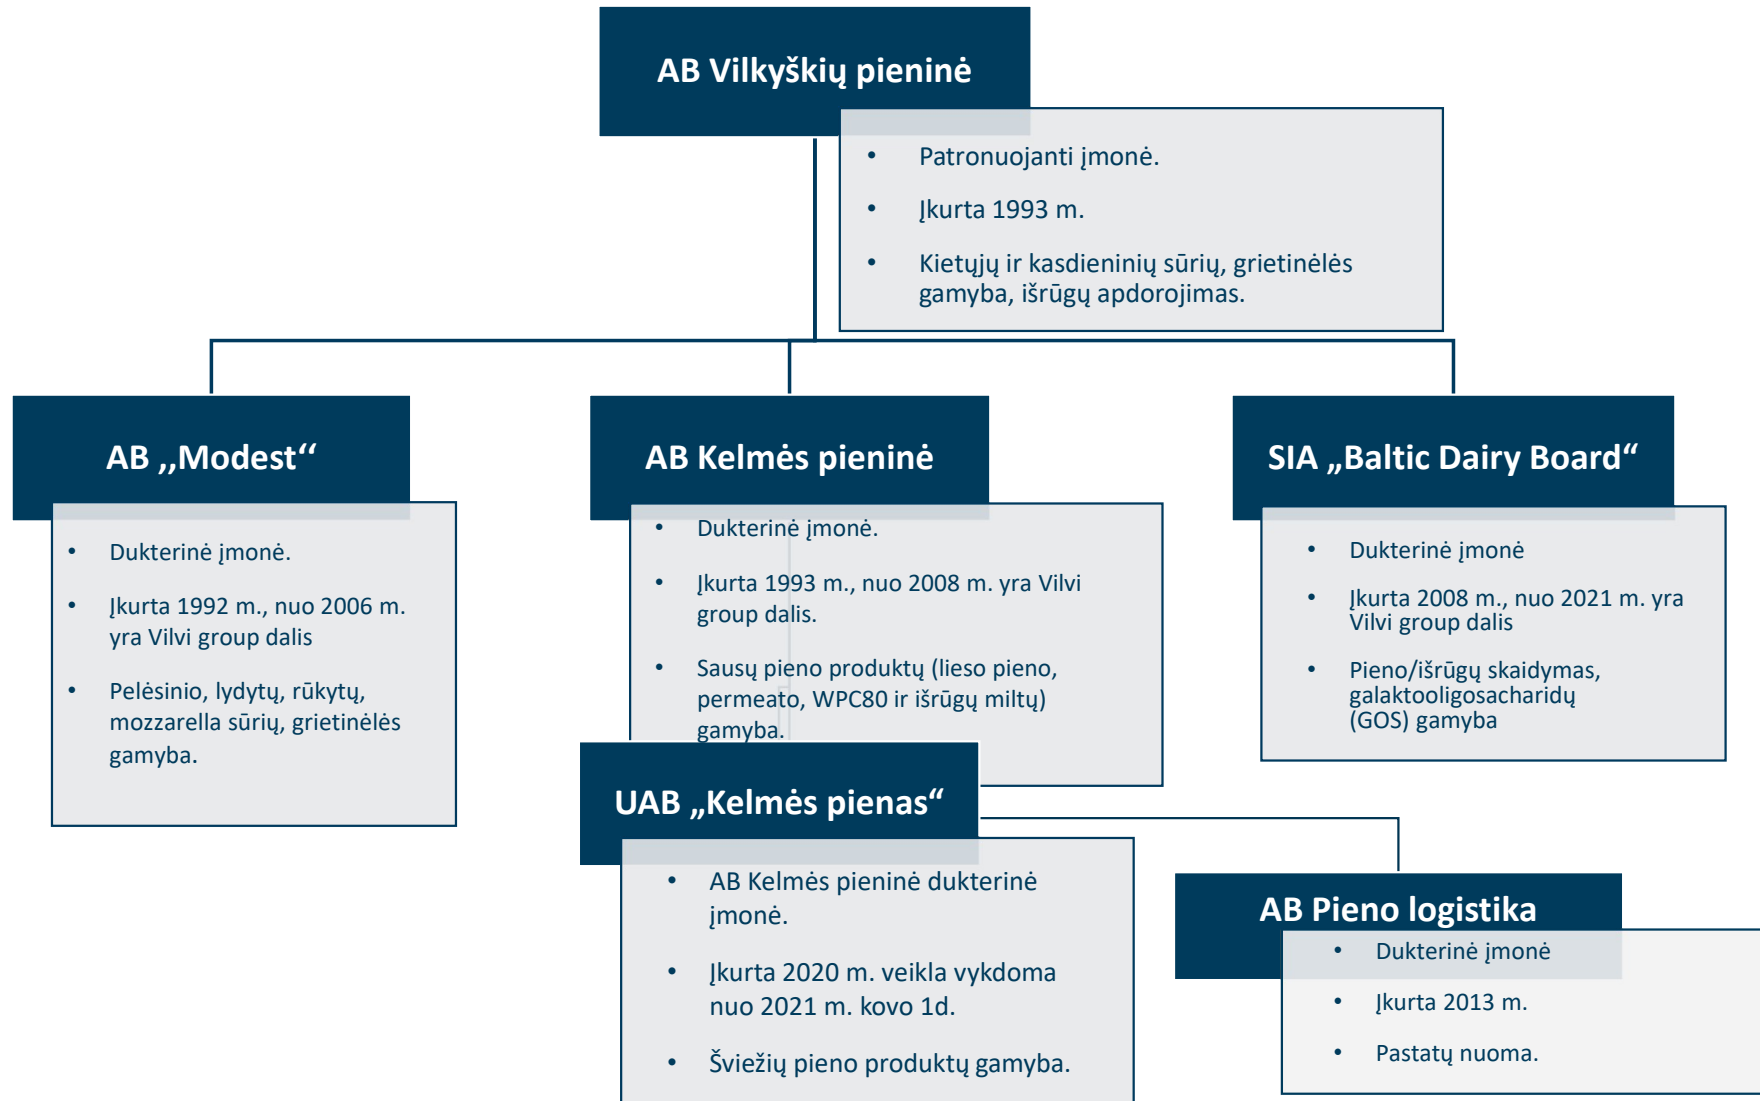 AB Vilkyškių pieninė
• Patronuojanti įmonė.
• Įkurta 1993 m.
• Kietųjų ir kasdieninių sūrių, grietinėlės
gamyba, išrūgų apdorojimas.
AB ,,Modest‘‘
• Dukterinė įmonė.
• Įkurta 1992 m., nuo 2006 m.
yra Vilvi group dalis
• Pelėsinio, lydytų, rūkytų,
mozzarella sūrių, grietinėlės
gamyba.
AB Kelmės pieninė
• Dukterinė įmonė.
• Įkurta 1993 m., nuo 2008 m. yra Vilvi
group dalis.
• Sausų pieno produktų (lieso pieno,
permeato, WPC80 ir išrūgų miltų)
gamyba.
SIA „Baltic Dairy Board“
• Dukterinė įmonė
• Įkurta 2008 m., nuo 2021 m. yra
Vilvi group dalis
• Pieno/išrūgų skaidymas,
galaktooligosacharidų
(GOS) gamyba
UAB „Kelmės pienas“
• AB Kelmės pieninė dukterinė
įmonė.
• Įkurta 2020 m. veikla vykdoma
nuo 2021 m. kovo 1d.
• Šviežių pieno produktų gamyba.
AB Pieno logistika
• Dukterinė įmonė
• Įkurta 2013 m.
• Pastatų nuoma.